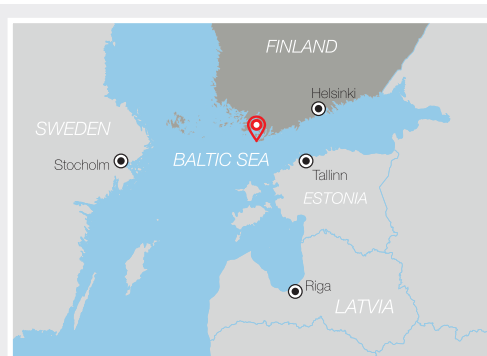 FINLAND
Helsinki
SWEDEN
BALTIC SEA
Stocholm
Tallinn
ESTONIA
Riga
LATVIA